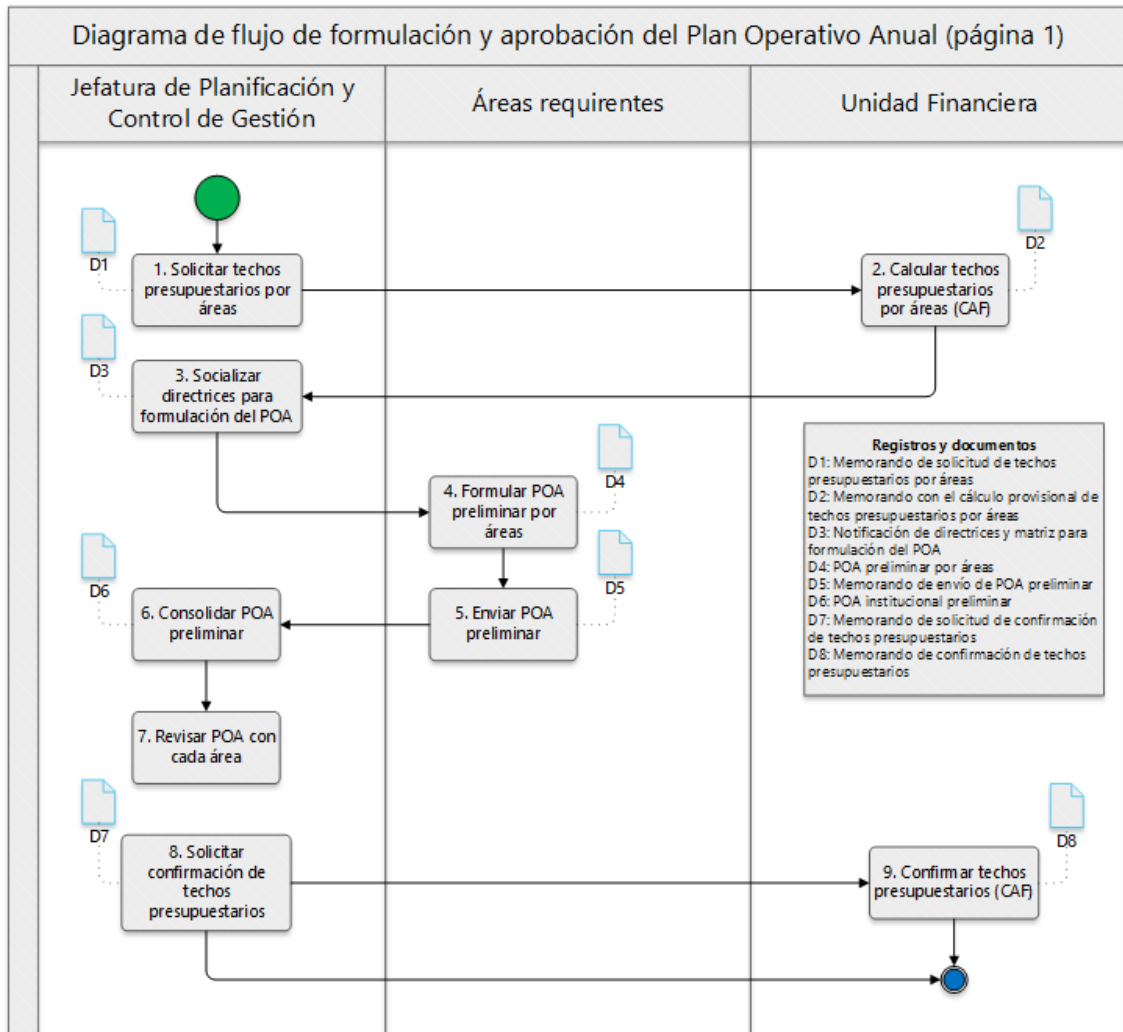 Diagrama de flujo de formulación y aprobación del Plan Operativo Anual (página 1)
Jefatura de Planificación y
Control de Gestión
Áreas requirentes
Unidad Financiera
D1
1. Solicitar techos
presupuestarios por
áreas
2. Calcular techos
presupuestarios
por áreas (CAF)
D2
D3
3. Socializar
directrices para
formulación del POA
4. Formular POA
preliminar por
áreas
D4
Registros y documentos
D1: Memorando de solicitud de techos
presupuestarios por áreas
D2: Memorando con el cálculo provisional de
techos presupuestarios por áreas
D3: Notificación de directrices y matriz para
formulación del POA
D4: POA preliminar por áreas
D5: Memorando de envío de POA preliminar
D6: POA institucional preliminar
D7: Memorando de solicitud de confirmación
de techos presupuestarios
D8: Memorando de confirmación de techos
presupuestarios
D6
6. Consolidar POA
preliminar
5. Enviar POA
preliminar
D5
7. Revisar POA con
cada área
D7
8. Solicitar
confirmación de
techos
presupuestarios
9. Confirmar techos
presupuestarios (CAF)
D8